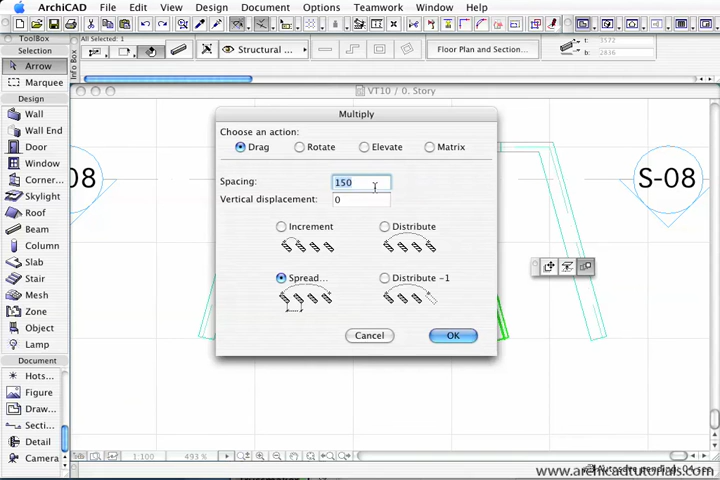 ArchiCAD File Edit View Design Document Options Teamwork Window Help
ToolBox
Selection
Arrow
Marquee
Design
Wall
Wall End
Door
Window
Corner...
Skylight
Roof
Beam
Column
Slab
Stair
Mesh
Zone
Object
Lamp
Document
Hots...
Figure
Draw...
Secti...
Detail
Camera
Info Box
All Selected: 1
Structural ...
Floor Plan and Section...
t: 1572
b: 2836
VT10 / 0. Story
08
S-08
Multiply
Choose an action:
Drag Rotate Elevate Matrix
Spacing: 150
Vertical displacement: 0
Increment Distribute
Spread... Distribute -1
Cancel OK
1:100 493 %
www.archicadtutorials.com